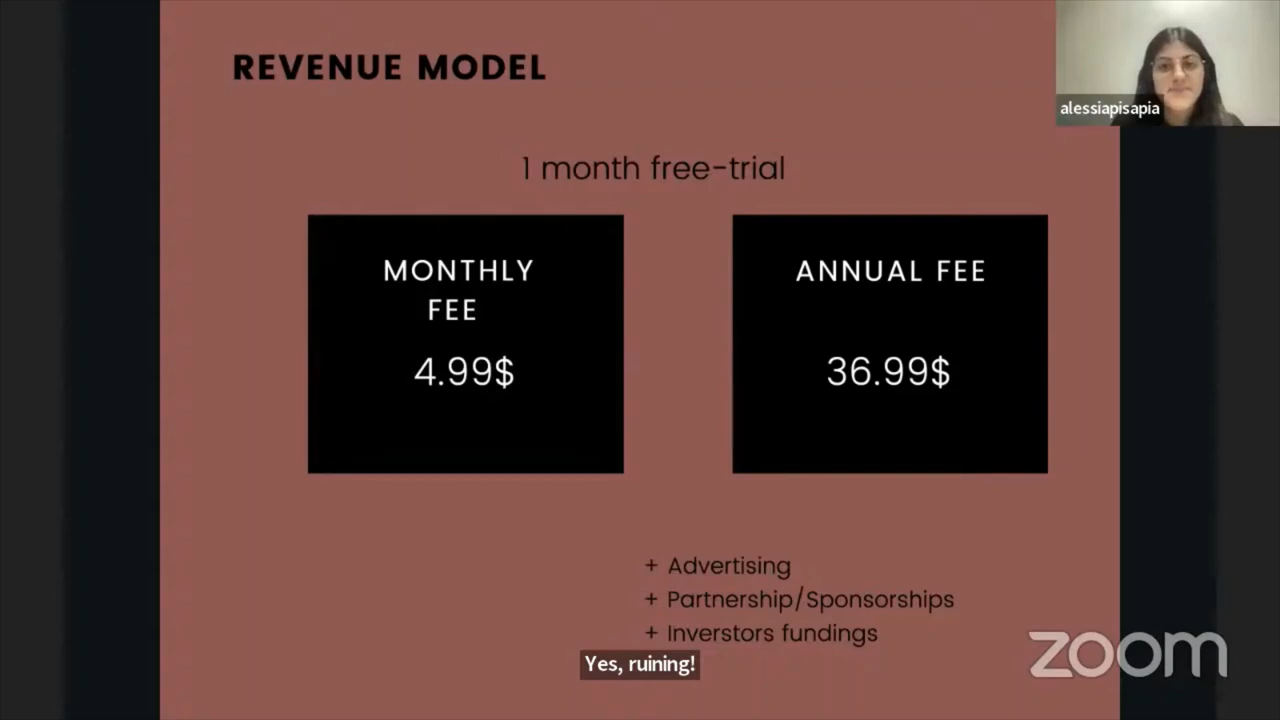 REVENUE MODEL
alessiapisapia
1 month free-trial
MONTHLY
FEE
4.99$
ANNUAL FEE
36.99$
+ Advertising
+ Partnership/Sponsorships
+ Inverstors fundings
Yes, ruining!
zoom